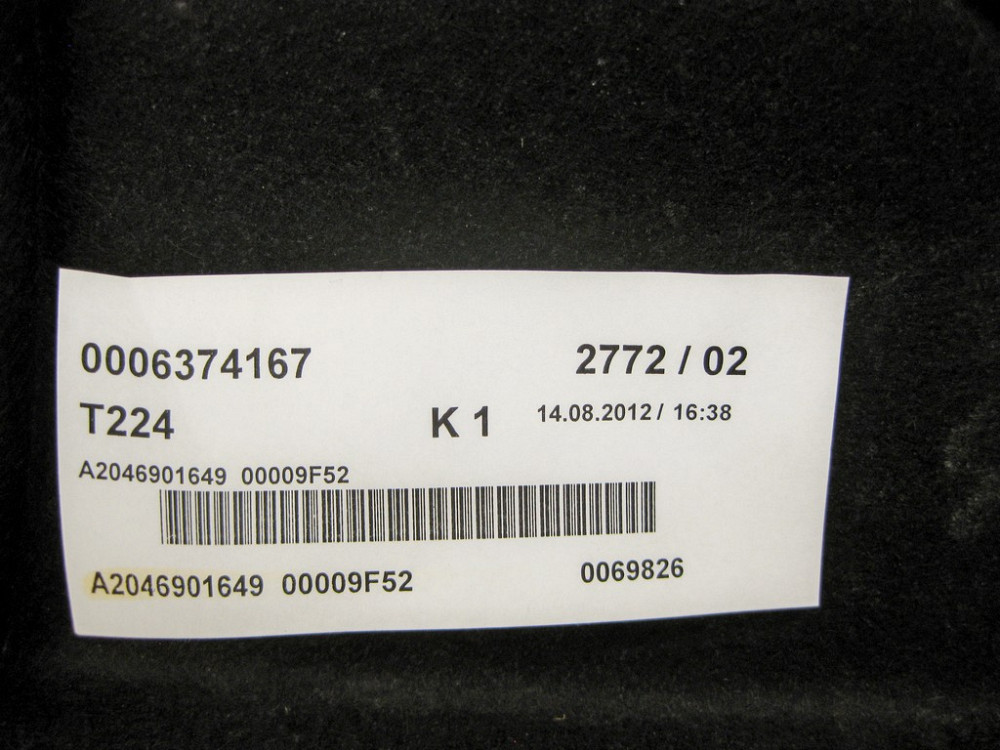 0006374167 2772 / 02
T224 K 1 14.08.2012 / 16:38
A2046901649 00009F52
A2046901649 00009F52 0069826